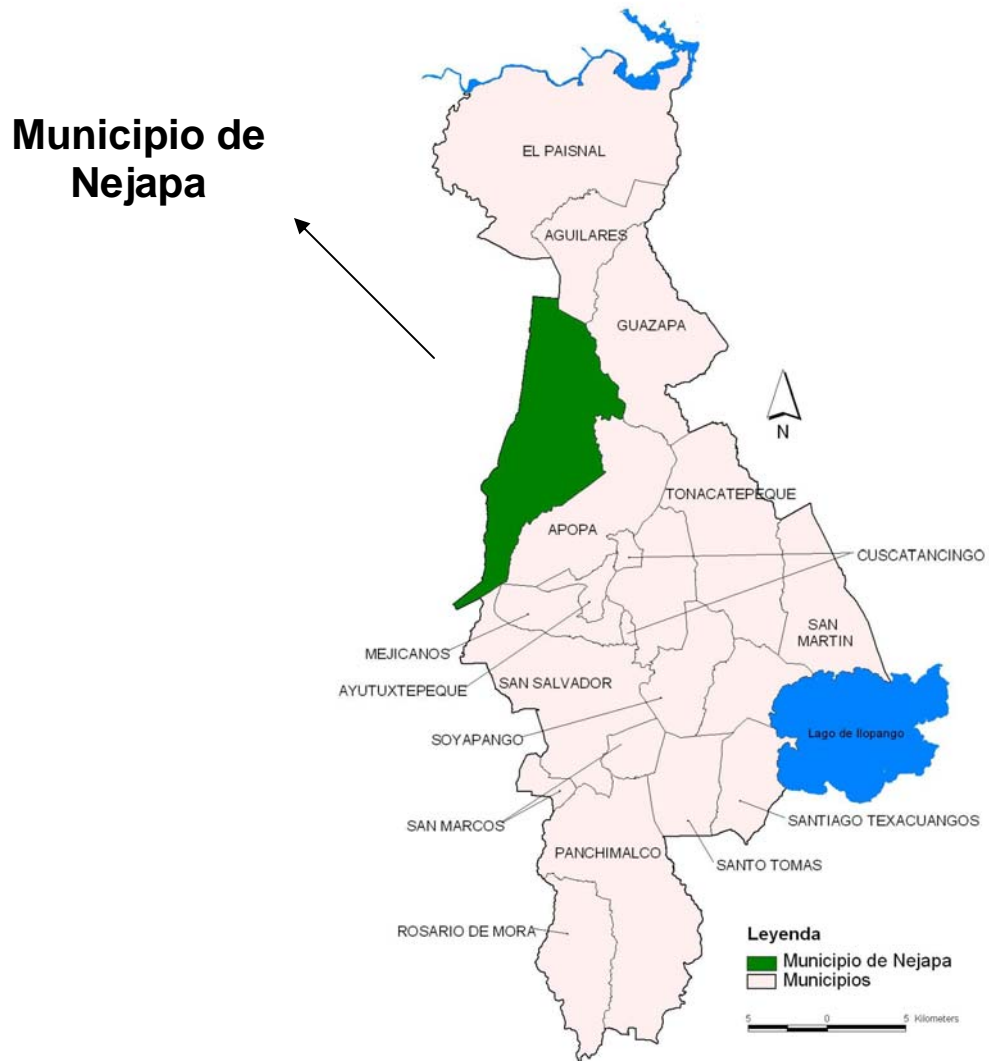 Municipio de
Nejapa
EL PAISNAL
AGUILARES
GUAZAPA
N
TONACATEPEQUE
APOPA
CUSCATANCINGO
SAN
MARTIN
MEJICANOS
AYUTUXTEPEQUE
SAN SALVADOR
SOYAPANGO
Lago de Ilopango
SAN MARCOS
SANTIAGO TEXACUANGOS
PANCHIMALCO
SANTO TOMAS
ROSARIO DE MORA
Leyenda
Municipio de Nejapa
Municipios
5 0 5 Kilometers